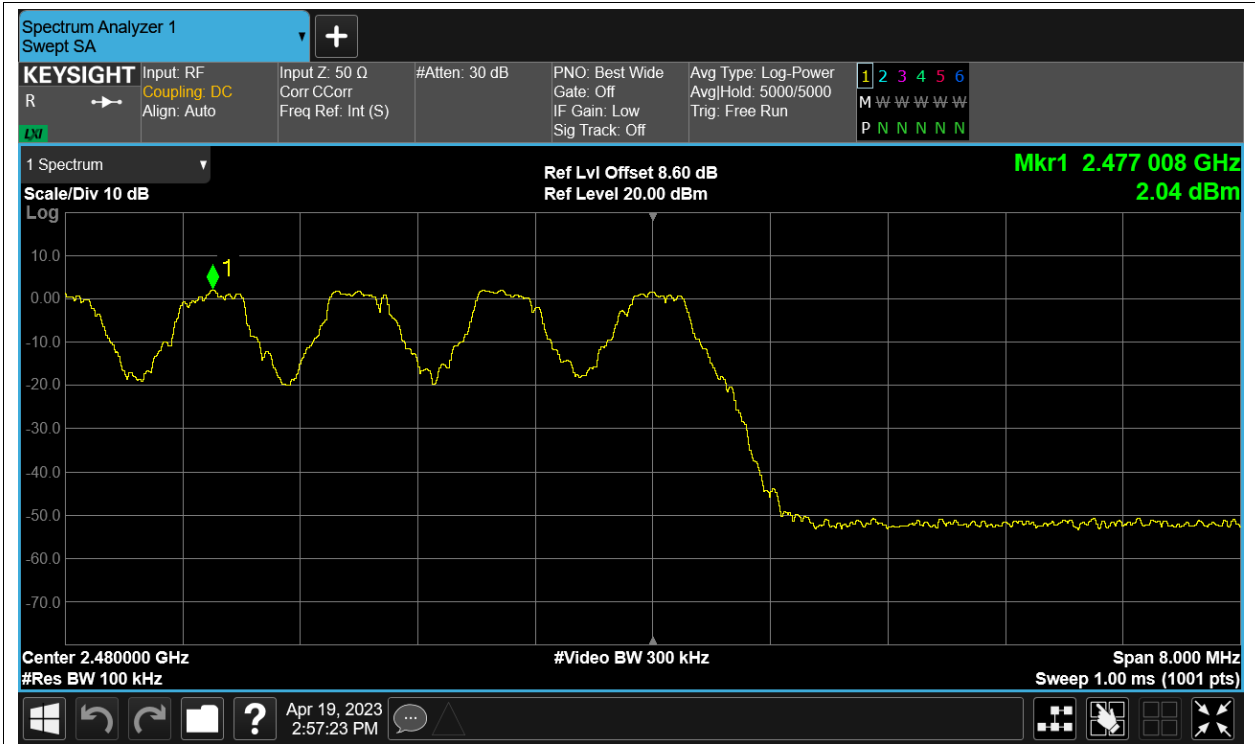 Spectrum Analyzer 1
Swept SA
KEYSIGHT
R
LXI
Input: RF
Coupling: DC
Align: Auto
Input Z: 50 Ω
Corr CCorr
Freq Ref: Int (S)
#Atten: 30 dB
PNO: Best Wide
Gate: Off
IF Gain: Low
Sig Track: Off
Avg Type: Log-Power
Avg|Hold: 5000/5000
Trig: Free Run
1 2 3 4 5 6
M W W W W W
P N N N N N
1 Spectrum
Scale/Div 10 dB
Ref Lvl Offset 8.60 dB
Ref Level 20.00 dBm
Mkr1 2.477 008 GHz
2.04 dBm
Log
1
10.0
0.00
-10.0
-20.0
-30.0
-40.0
-50.0
-60.0
-70.0
Center 2.480000 GHz
#Res BW 100 kHz
#Video BW 300 kHz
Span 8.000 MHz
Sweep 1.00 ms (1001 pts)
?
Apr 19, 2023
2:57:23 PM